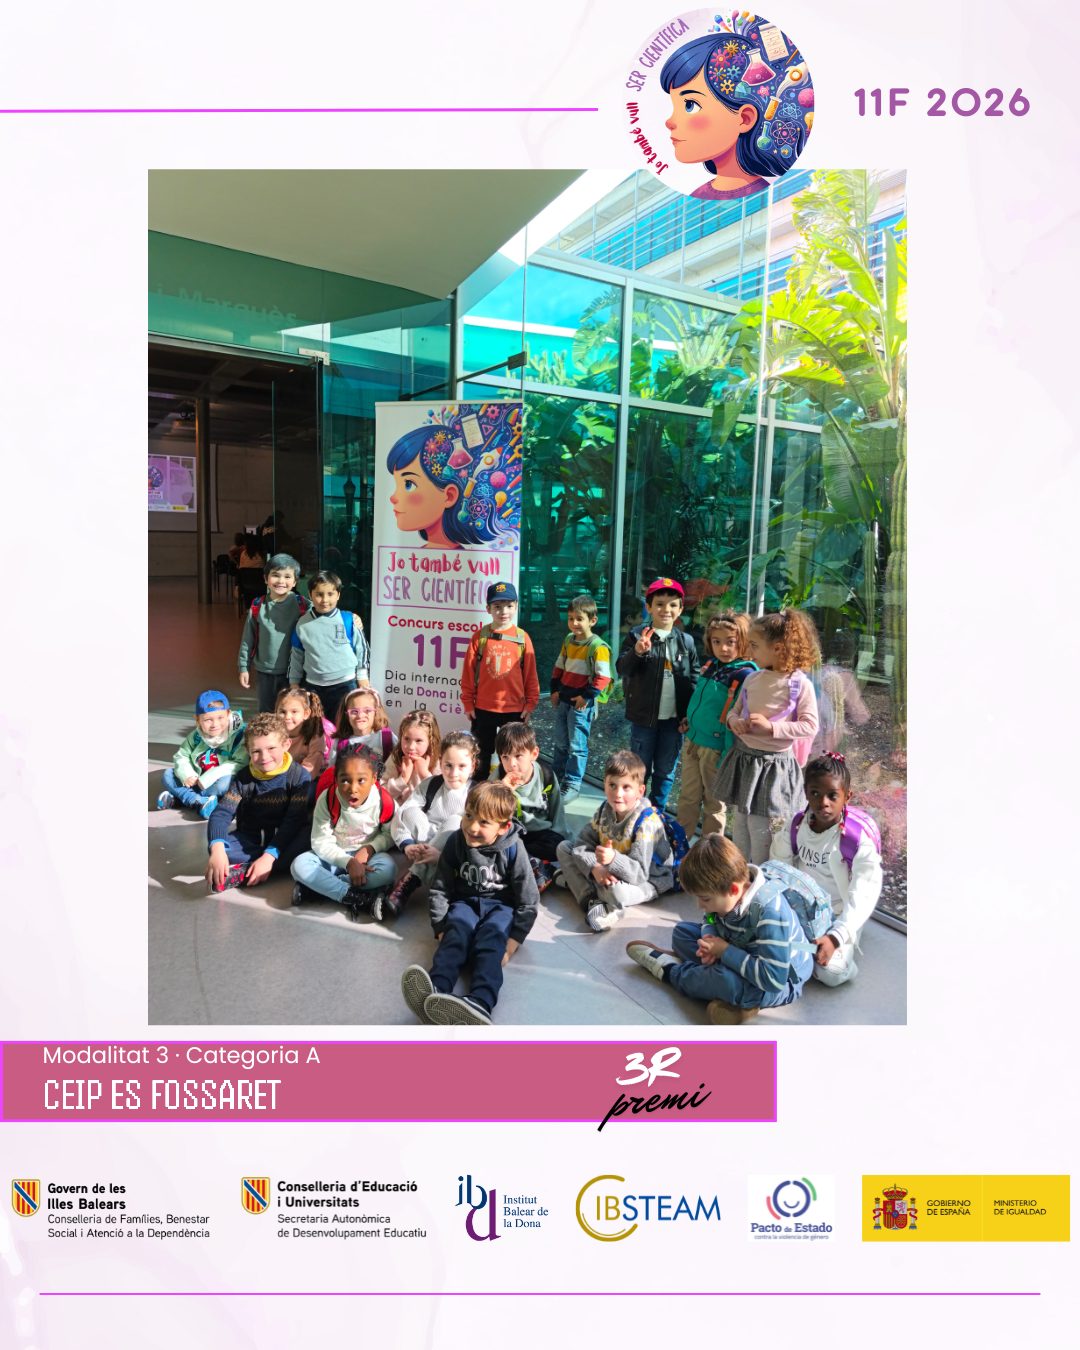 SER CIENTÍFICA
Jo també vull
11F 2026
i Marquès
Jo també vull
SER CIENTÍFI
Concurs escol
11F
Dia interna
de la Dona i l
en la Cièn
VINSET
Modalitat 3 · Categoria A
CEIP ES FOSSARET
3R
premi
Govern de les
Illes Balears
Conselleria de Famílies, Benestar
Social i Atenció a la Dependència
Conselleria d'Educació
i Universitats
Secretaria Autonòmica
de Desenvolupament Educatiu
ibd
Institut
Balear de
la Dona
IBSTEAM
Pacto de Estado
contra la violencia de género
GOBIERNO
DE ESPAÑA
MINISTERIO
DE IGUALDAD